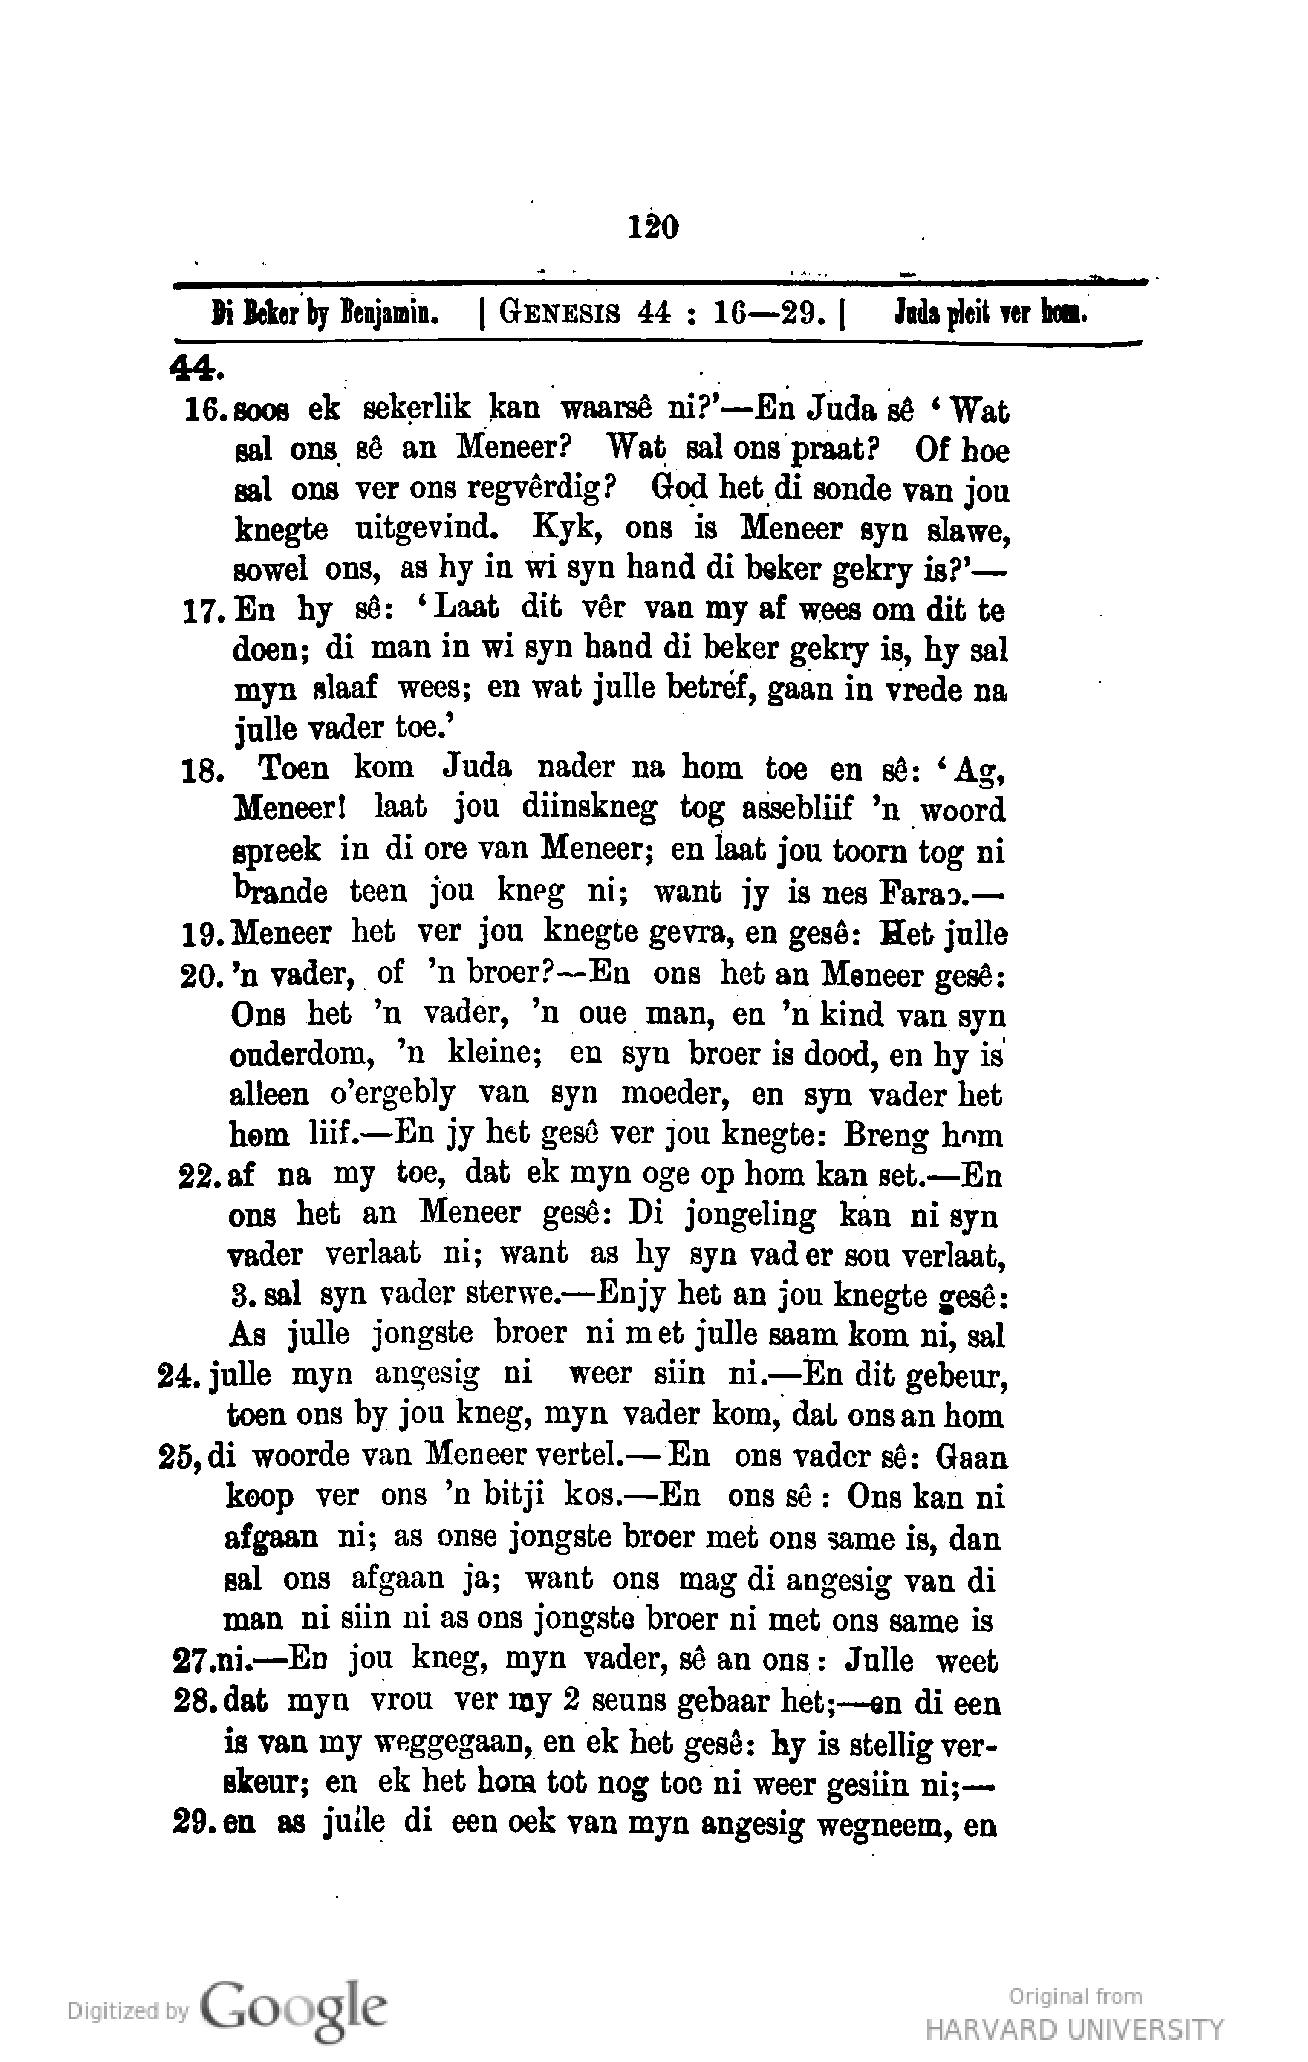 120
Di Beker by Benjamin. | GENESIS 44 : 16—29. | Juda pleit ver hom.
44.
16. soos ek sekerlik kan waarsê ni?’—En Juda sê ‘ Wat
sal ons sê an Meneer? Wat sal ons praat? Of hoe
sal ons ver ons regvêrdig? God het di sonde van jou
knegte uitgevind. Kyk, ons is Meneer syn slawe,
sowel ons, as hy in wi syn hand di beker gekry is?’—
17. En hy sê: ‘ Laat dit vêr van my af wees om dit te
doen; di man in wi syn hand di beker gekry is, hy sal
myn slaaf wees; en wat julle betref, gaan in vrede na
julle vader toe.’
18. Toen kom Juda nader na hom toe en sê: ‘ Ag,
Meneer! laat jou diinskneg tog assebliif ’n woord
spreek in di ore van Meneer; en laat jou toorn tog ni
brande teen jou kneg ni; want jy is nes Farao.—
19. Meneer het ver jou knegte gevra, en gesê: Het julle
20. ’n vader, of ’n broer?—En ons het an Meneer gesê:
Ons het ’n vader, ’n oue man, en ’n kind van syn
ouderdom, ’n kleine; en syn broer is dood, en hy is
alleen o’ergebly van syn moeder, en syn vader het
hom liif.—En jy het gesê ver jou knegte: Breng hom
22. af na my toe, dat ek myn oge op hom kan set.—En
ons het an Meneer gesê: Di jongeling kan ni syn
vader verlaat ni; want as hy syn vader sou verlaat,
3. sal syn vader sterwe.—Enjy het an jou knegte gesê:
As julle jongste broer ni met julle saam kom ni, sal
24. julle myn angesig ni weer siin ni.—En dit gebeur,
toen ons by jou kneg, myn vader kom, dat ons an hom
25, di woorde van Meneer vertel.—En ons vader sê: Gaan
koop ver ons ’n bitji kos.—En ons sê : Ons kan ni
afgaan ni; as onse jongste broer met ons same is, dan
sal ons afgaan ja; want ons mag di angesig van di
man ni siin ni as ons jongste broer ni met ons same is
27. ni.—En jou kneg, myn vader, sê an ons : Julle weet
28. dat myn vrou ver my 2 seuns gebaar het;—en di een
is van my weggegaan, en ek het gesê: hy is stellig ver-
skeur; en ek het hom tot nog toe ni weer gesiin ni;—
29. en as julle di een oek van myn angesig wegneem, en
Digitized by Google
Original from
HARVARD UNIVERSITY